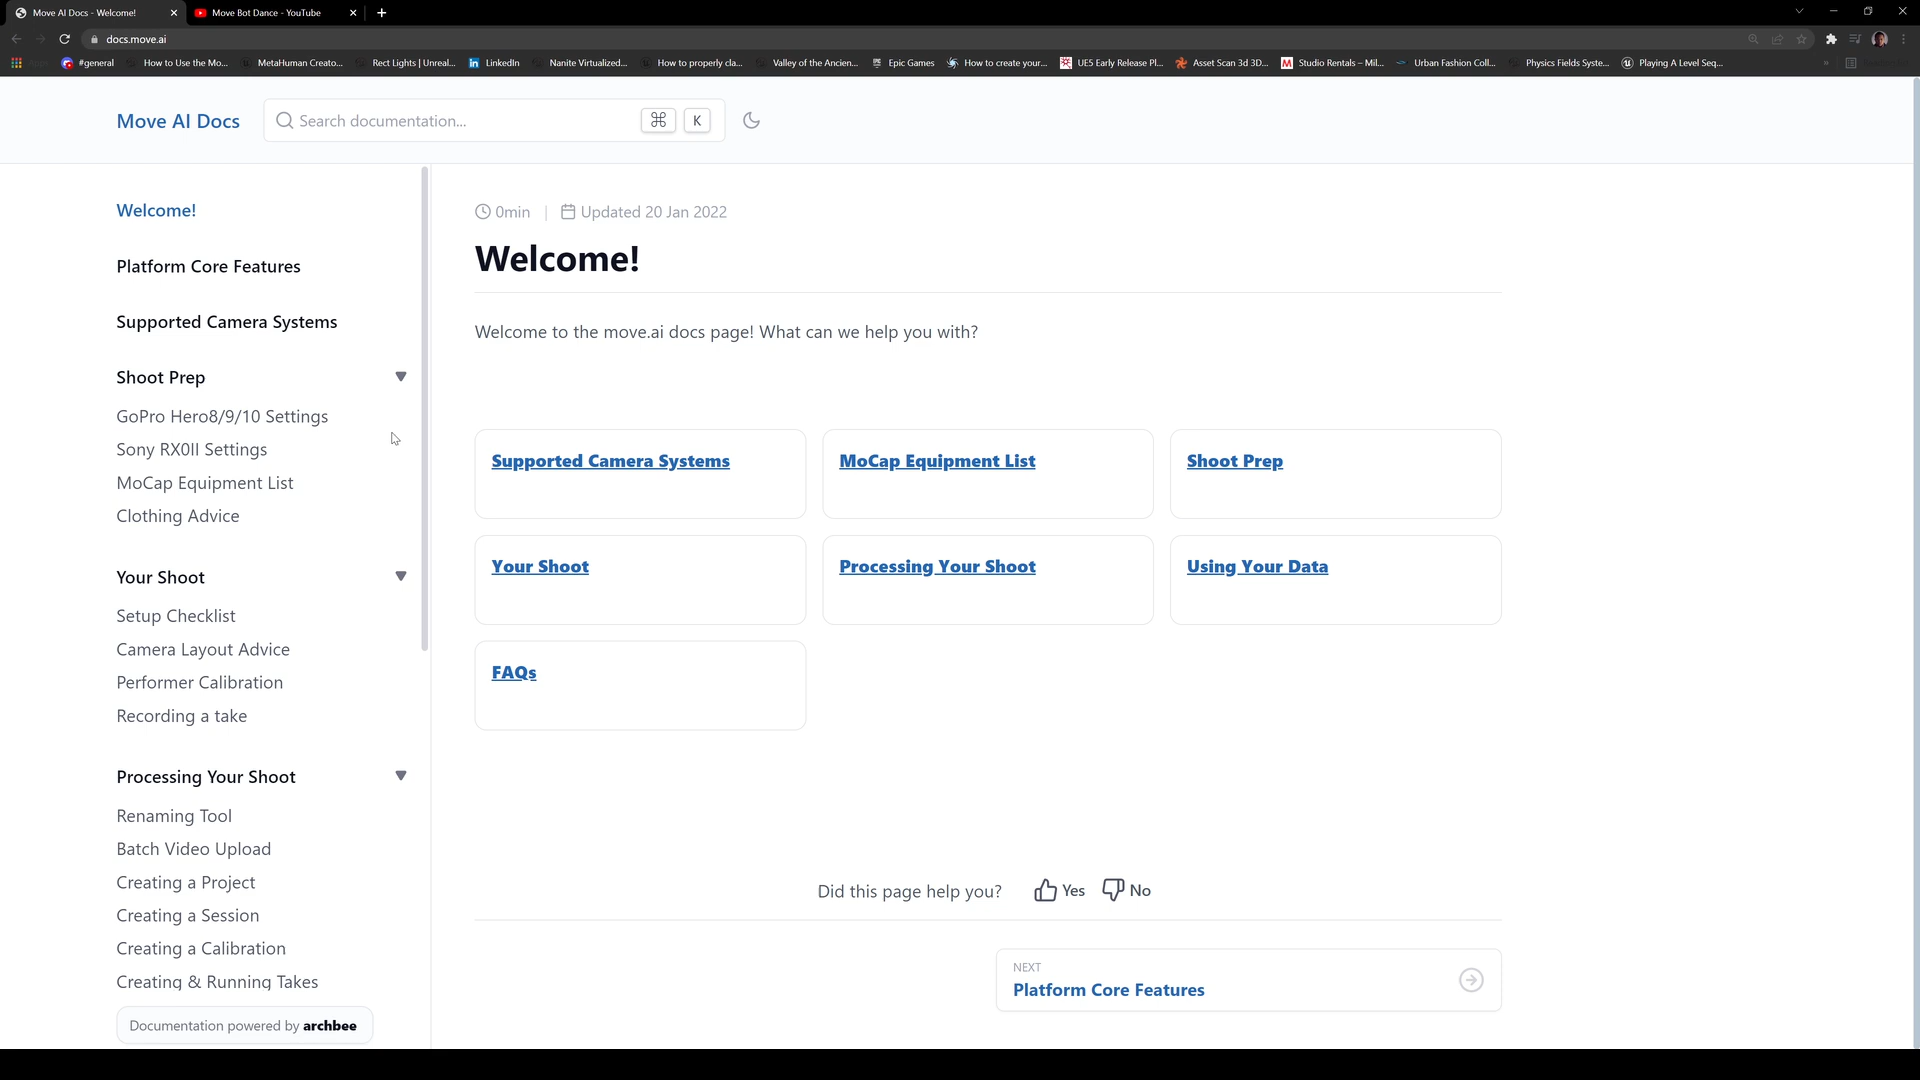 Move AI Docs - Welcome!
Move Bot Dance - YouTube
docs.move.ai
#general
How to Use the Mo...
MetaHuman Creato...
Rect Lights | Unreal...
LinkedIn
Nanite Virtualized...
How to properly cla...
Valley of the Ancien...
Epic Games
How to create your...
UE5 Early Release Pl...
Asset Scan 3d 3D...
Studio Rentals – Mil...
Urban Fashion Coll...
Physics Fields Syste...
Playing A Level Seq...
Move AI Docs
Search documentation...
⌘ K
Welcome!
Platform Core Features
Supported Camera Systems
Shoot Prep
GoPro Hero8/9/10 Settings
Sony RX0II Settings
MoCap Equipment List
Clothing Advice
Your Shoot
Setup Checklist
Camera Layout Advice
Performer Calibration
Recording a take
Processing Your Shoot
Renaming Tool
Batch Video Upload
Creating a Project
Creating a Session
Creating a Calibration
Creating & Running Takes
Documentation powered by archbee
0min | Updated 20 Jan 2022
Welcome!
Welcome to the move.ai docs page! What can we help you with?
Supported Camera Systems
MoCap Equipment List
Shoot Prep
Your Shoot
Processing Your Shoot
Using Your Data
FAQs
Did this page help you? Yes No
NEXT
Platform Core Features